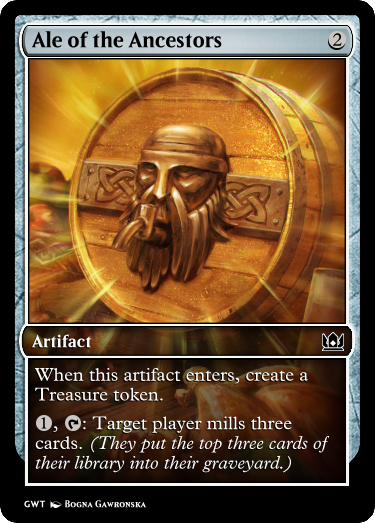 Ale of the Ancestors 2
Artifact
When this artifact enters, create a
Treasure token.
1, T: Target player mills three
cards. (They put the top three cards of
their library into their graveyard.)
GWT Bogna Gawronska